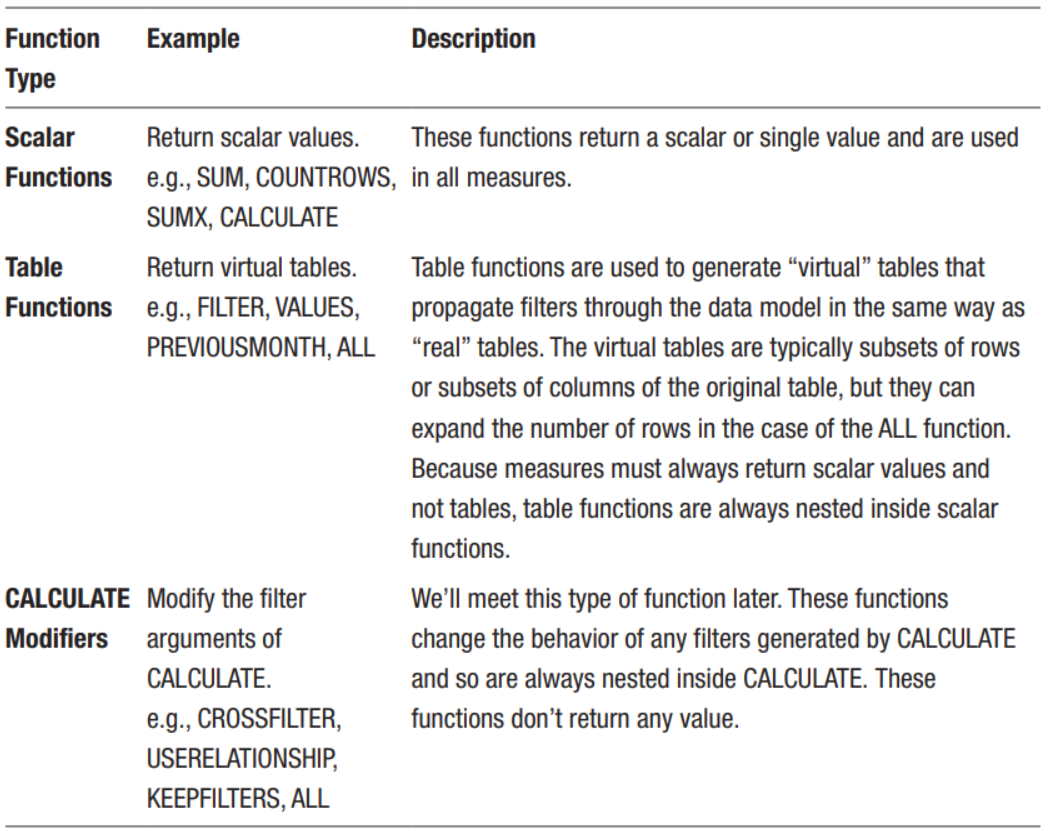 Function Type
Example
Description
Scalar Functions
Return scalar values.
e.g., SUM, COUNTROWS,
SUMX, CALCULATE
These functions return a scalar or single value and are used
in all measures.
Table Functions
Return virtual tables.
e.g., FILTER, VALUES,
PREVIOUSMONTH, ALL
Table functions are used to generate “virtual” tables that
propagate filters through the data model in the same way as
“real” tables. The virtual tables are typically subsets of rows
or subsets of columns of the original table, but they can
expand the number of rows in the case of the ALL function.
Because measures must always return scalar values and
not tables, table functions are always nested inside scalar
functions.
CALCULATE Modifiers
Modify the filter
arguments of
CALCULATE.
e.g., CROSSFILTER,
USERELATIONSHIP,
KEEPFILTERS, ALL
We’ll meet this type of function later. These functions
change the behavior of any filters generated by CALCULATE
and so are always nested inside CALCULATE. These
functions don’t return any value.